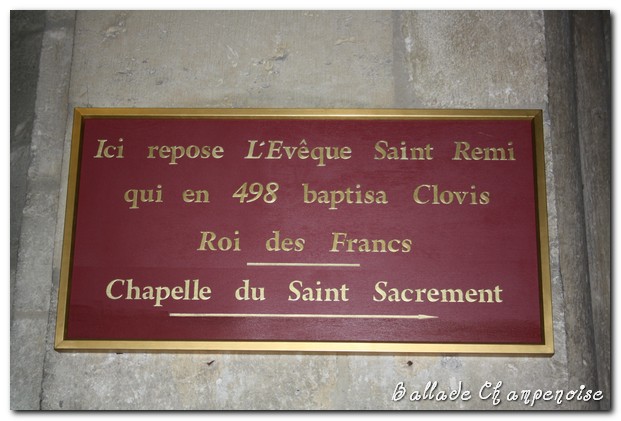 Ici repose L'Evêque Saint Remi
qui en 498 baptisa Clovis
Roi des Francs
Chapelle du Saint Sacrement
Ballade Champenoise